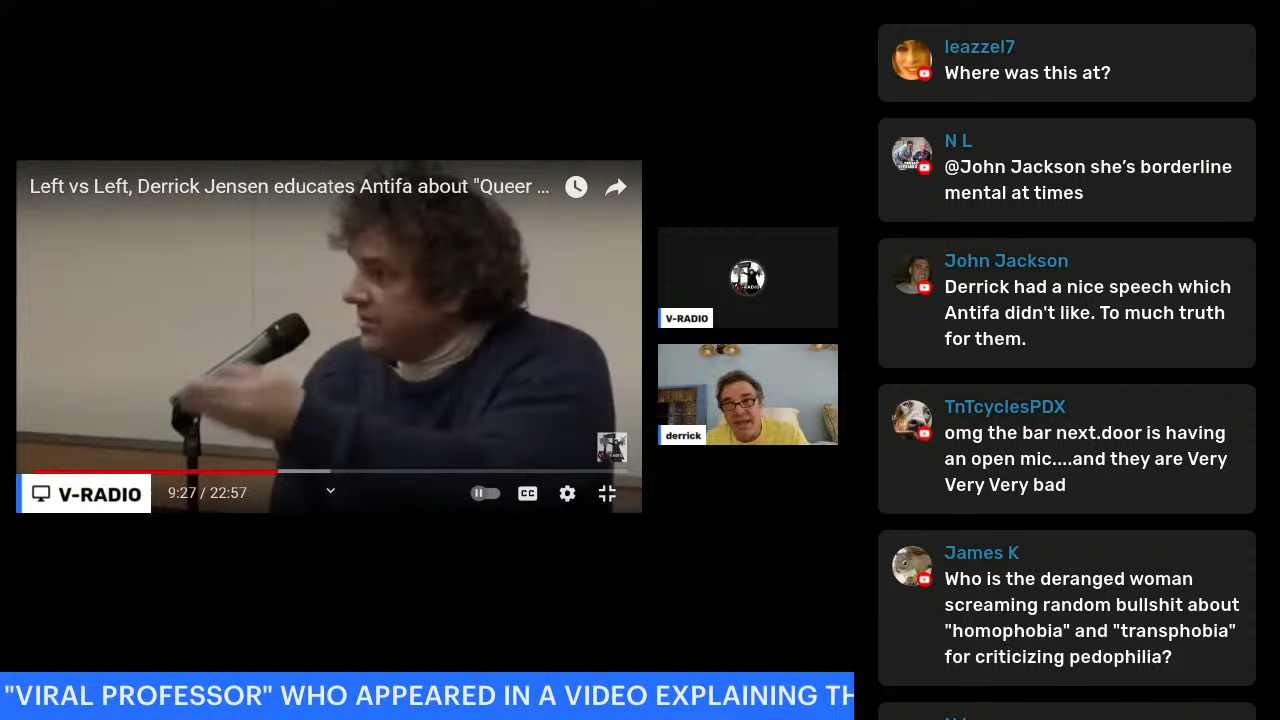 Left vs Left, Derrick Jensen educates Antifa about "Queer ...
V-RADIO
9:27 / 22:57
CC
V-RADIO
derrick
"VIRAL PROFESSOR" WHO APPEARED IN A VIDEO EXPLAINING TH
leazzel7
Where was this at?
N L
@John Jackson she’s borderline
mental at times
John Jackson
Derrick had a nice speech which
Antifa didn't like. To much truth
for them.
TnTcyclesPDX
omg the bar next.door is having
an open mic....and they are Very
Very Very bad
James K
Who is the deranged woman
screaming random bullshit about
"homophobia" and "transphobia"
for criticizing pedophilia?